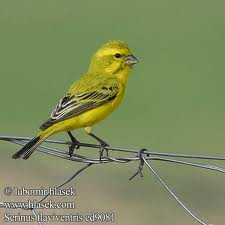 © lubomir hlasek
www.hlasek.com
Serinus flaviventris ed9081